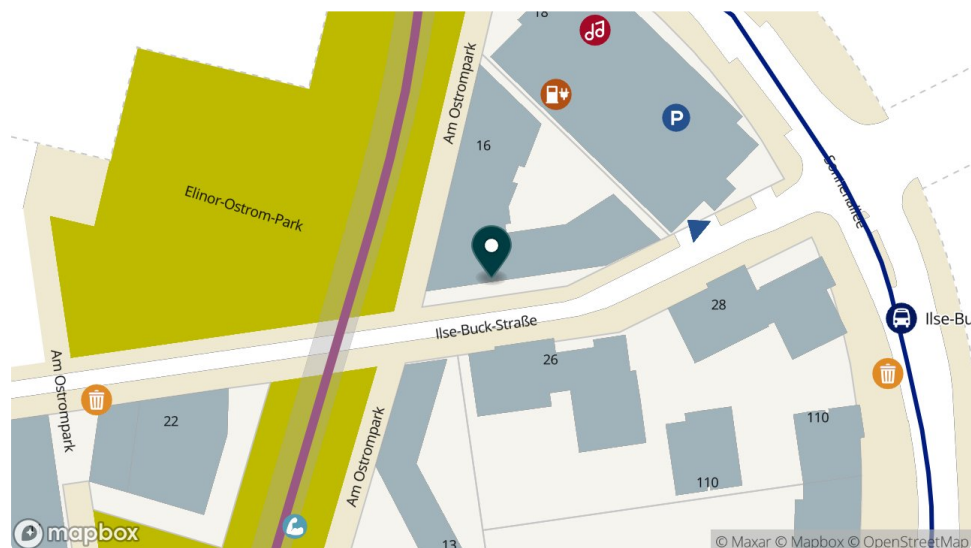 18
Am Ostrompark
16
Elinor-Ostrom-Park
P
Sonnenallee
Ilse-Buck-Straße
28
Ilse-Bu
Am Ostrompark
26
22
Am Ostrompark
110
110
13
mapbox
© Maxar © Mapbox © OpenStreetMap